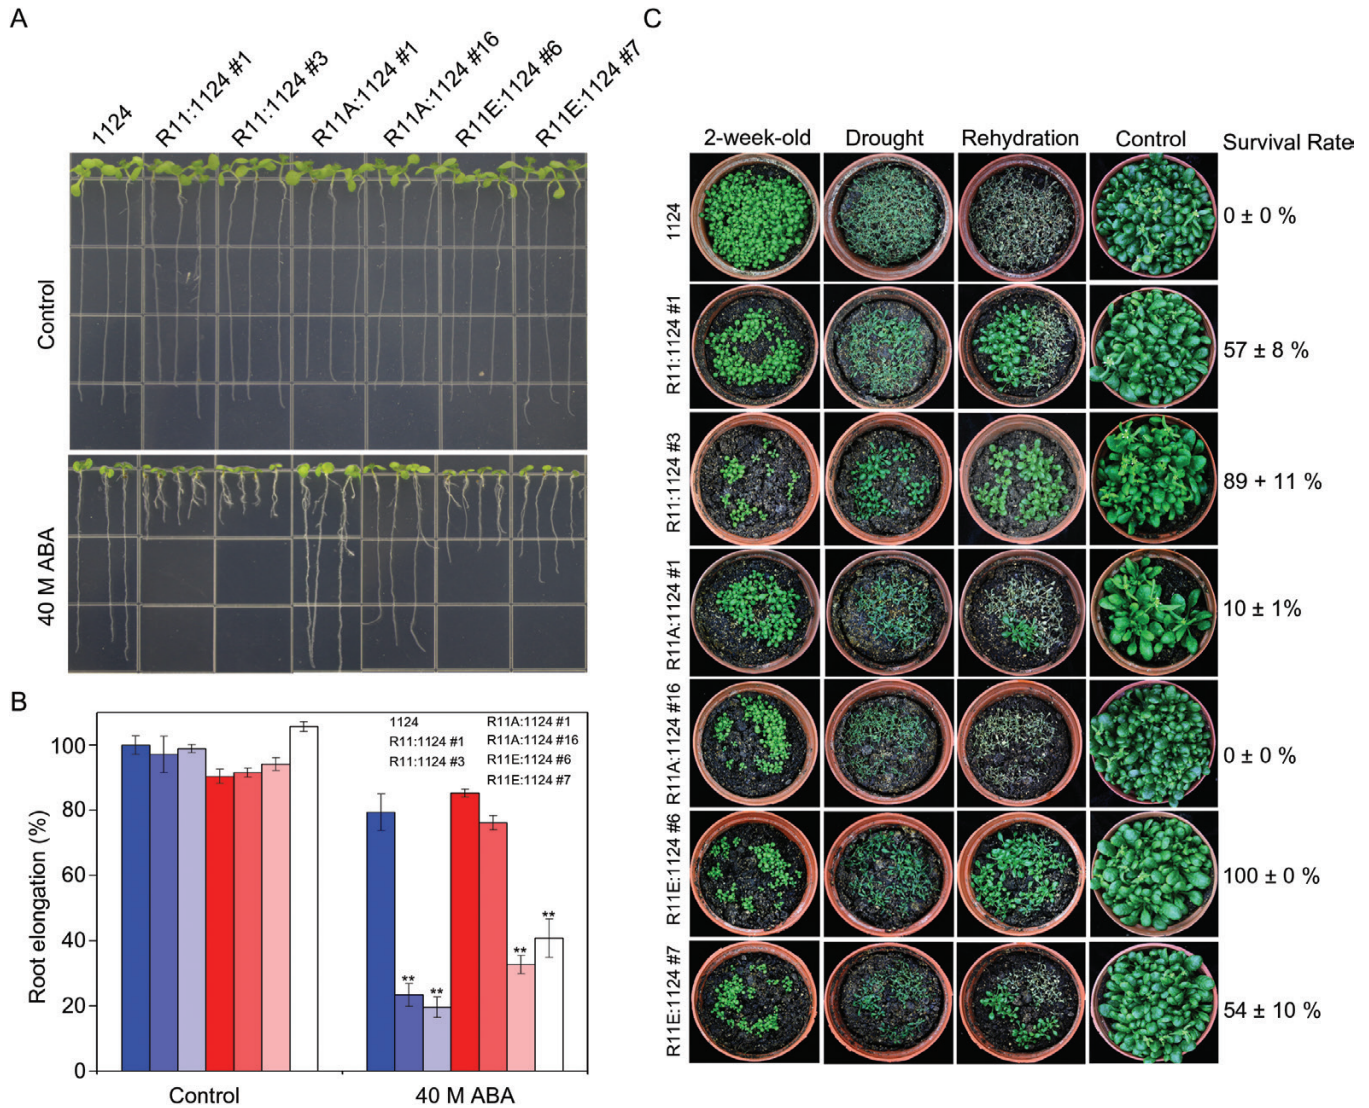 A
1124
R11:1124 #1
R11:1124 #3
R11A:1124 #1
R11A:1124 #16
R11E:1124 #6
R11E:1124 #7
Control
40 M ABA
B
Root elongation (%)
100
80
60
40
20
0
1124
R11:1124 #1
R11:1124 #3
R11A:1124 #1
R11A:1124 #16
R11E:1124 #6
R11E:1124 #7
** ** ** **
Control
40 M ABA
C
2-week-old Drought Rehydration Control Survival Rate
1124
0 ± 0 %
R11:1124 #1
57 ± 8 %
R11:1124 #3
89 + 11 %
R11A:1124 #1
10 ± 1%
R11A:1124 #16
0 ± 0 %
R11E:1124 #6
100 ± 0 %
R11E:1124 #7
54 ± 10 %